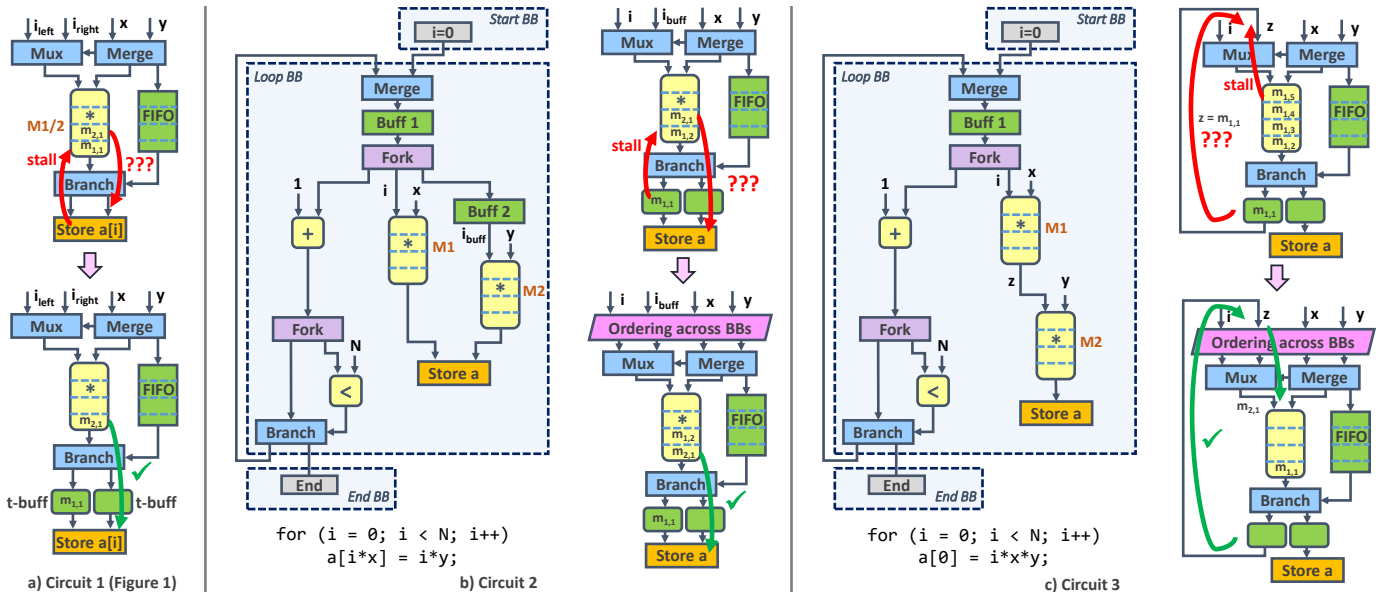 i_left i_right x y
Mux Merge
*
m2,1
m1,1
M1/2
FIFO
stall
???
Branch
Store a[i]
i_left i_right x y
Mux Merge
*
m2,1
FIFO
Branch
✓
t-buff m1,1 t-buff
Store a[i]
a) Circuit 1 (Figure 1)
Start BB
i=0
Loop BB
Merge
Buff 1
Fork
1 i x
Buff 2
+
*
M1
i_buff y
*
M2
Fork
N
<
Store a
Branch
End
End BB
for (i = 0; i < N; i++)
a[i*x] = i*y;
b) Circuit 2
i i_buff x y
Mux Merge
*
m2,1
m1,2
FIFO
stall
Branch
???
m1,1
Store a
i i_buff x y
Ordering across BBs
Mux Merge
*
m1,2
m2,1
FIFO
Branch
✓
m1,1
Store a
Start BB
i=0
Loop BB
Merge
Buff 1
Fork
1 i x
+
*
M1
z y
*
M2
Fork
N
<
Store a
Branch
End
End BB
for (i = 0; i < N; i++)
a[0] = i*x*y;
c) Circuit 3
i z x y
Mux Merge
stall
m1,5
m1,4
m1,3
m1,2
FIFO
z = m1,1
???
Branch
m1,1
Store a
i z x y
Ordering across BBs
Mux Merge
m2,1
m1,1
FIFO
✓
Branch
Store a